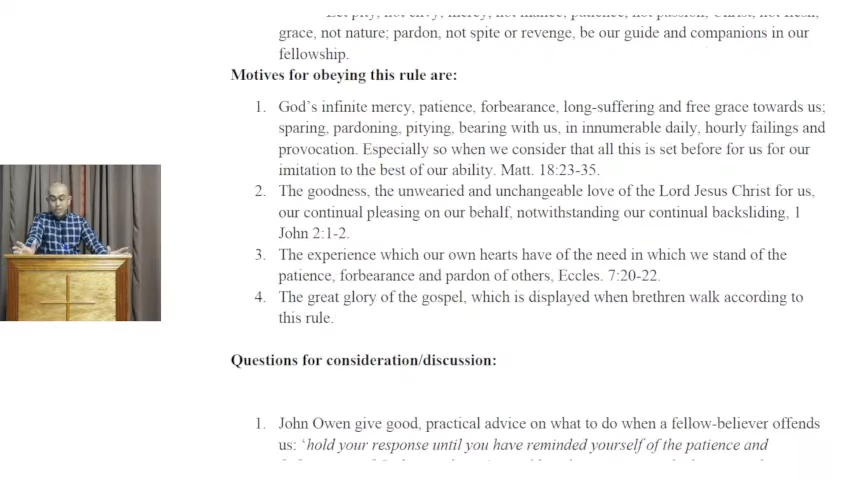 grace, not nature; pardon, not spite or revenge, be our guide and companions in our
fellowship.
Motives for obeying this rule are:
1. God's infinite mercy, patience, forbearance, long-suffering and free grace towards us;
sparing, pardoning, pitying, bearing with us, in innumerable daily, hourly failings and
provocation. Especially so when we consider that all this is set before for us for our
imitation to the best of our ability. Matt. 18:23-35.
2. The goodness, the unwearied and unchangeable love of the Lord Jesus Christ for us,
our continual pleasing on our behalf, notwithstanding our continual backsliding, 1
John 2:1-2.
3. The experience which our own hearts have of the need in which we stand of the
patience, forbearance and pardon of others, Eccles. 7:20-22.
4. The great glory of the gospel, which is displayed when brethren walk according to
this rule.
Questions for consideration/discussion:
1. John Owen give good, practical advice on what to do when a fellow-believer offends
us: ‘hold your response until you have reminded yourself of the patience and